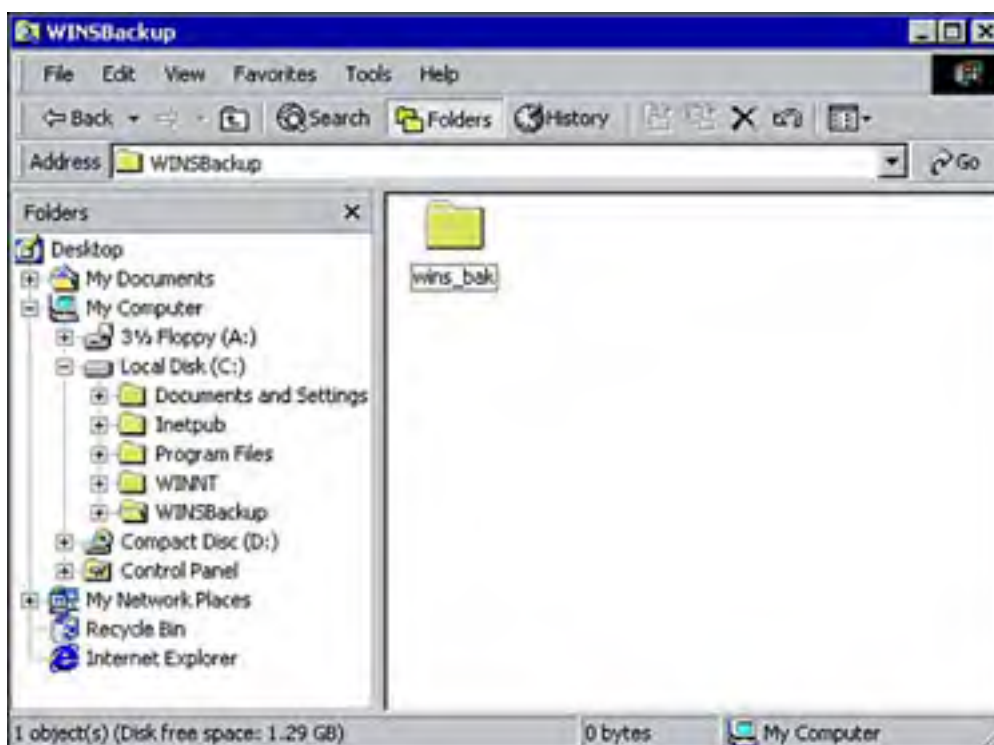 WINSBackup
File Edit View Favorites Tools Help
Back Search Folders History
Address WINSBackup Go
Folders
Desktop
My Documents
My Computer
3½ Floppy (A:)
Local Disk (C:)
Documents and Settings
Inetpub
Program Files
WINNT
WINSBackup
Compact Disc (D:)
Control Panel
My Network Places
Recycle Bin
Internet Explorer
wins_bak
1 object(s) (Disk free space: 1.29 GB) 0 bytes My Computer